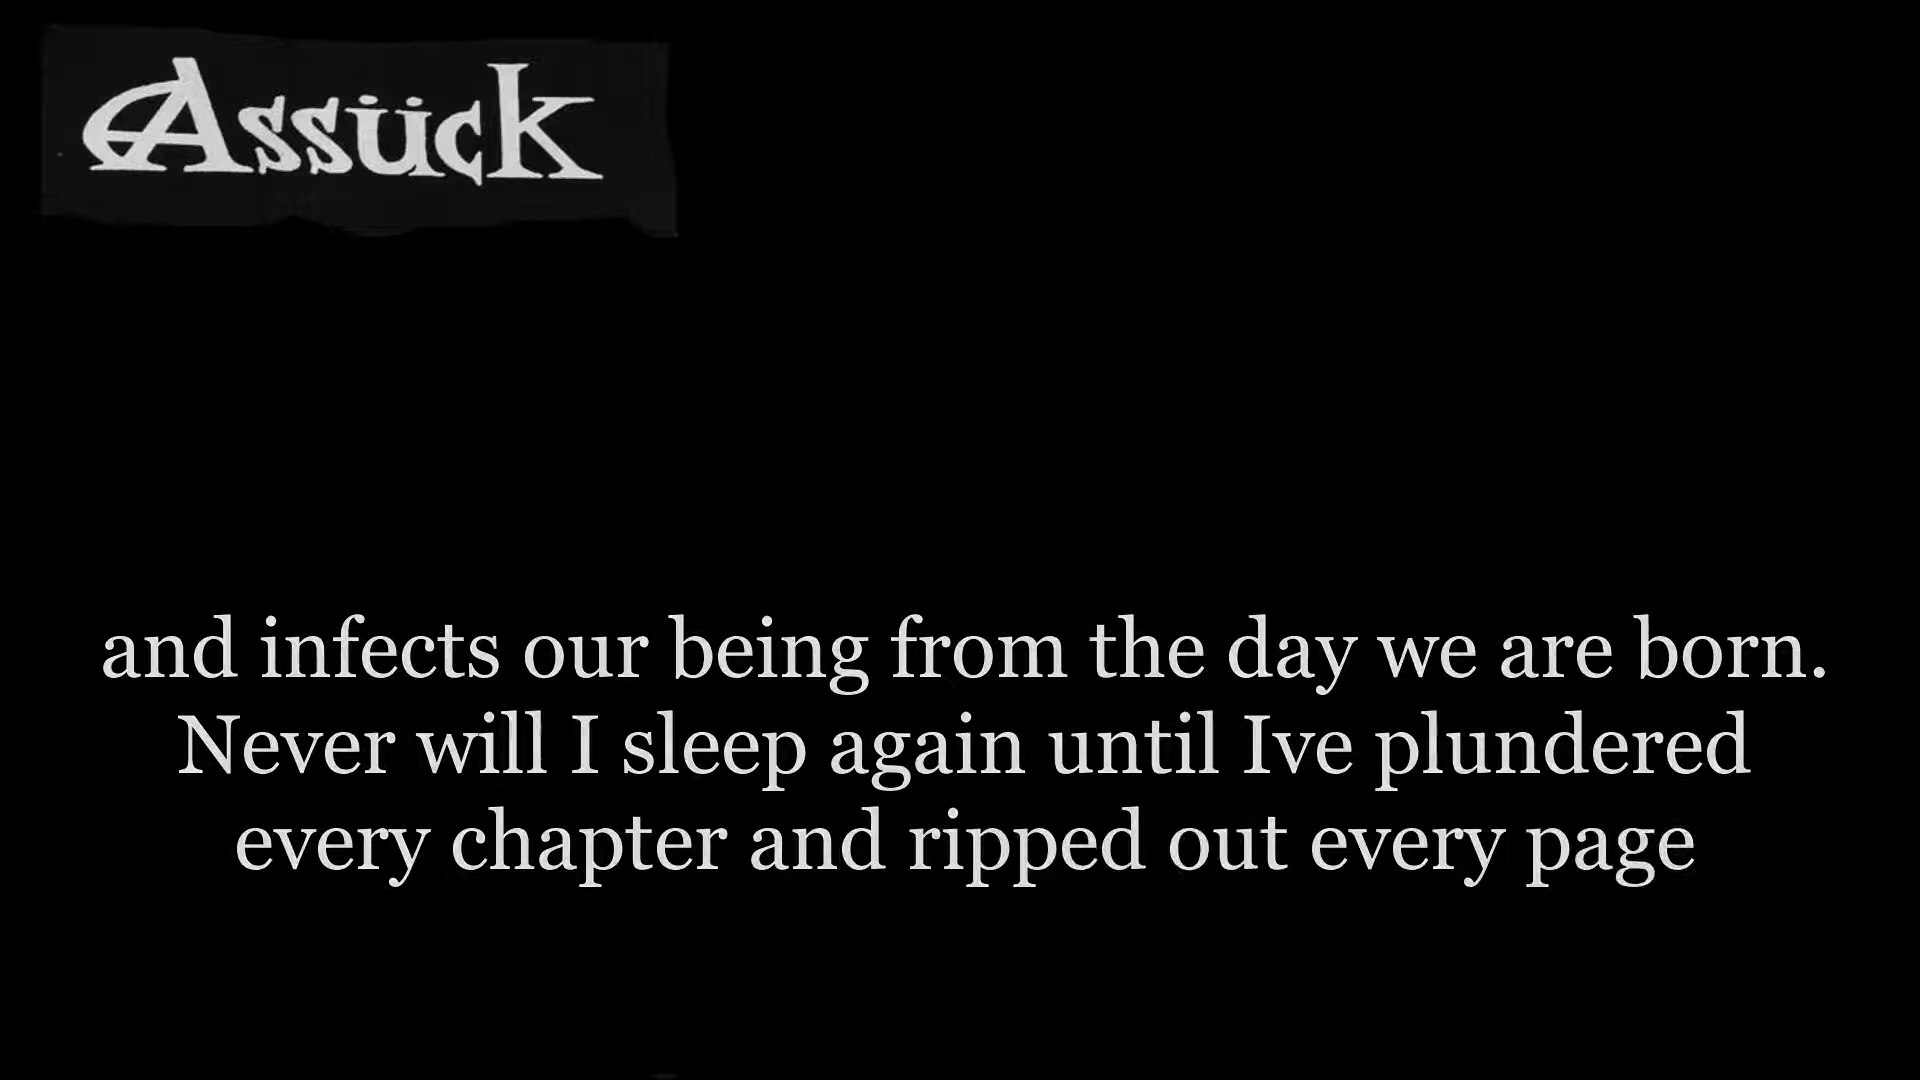 Assück
and infects our being from the day we are born.
Never will I sleep again until Ive plundered
every chapter and ripped out every page